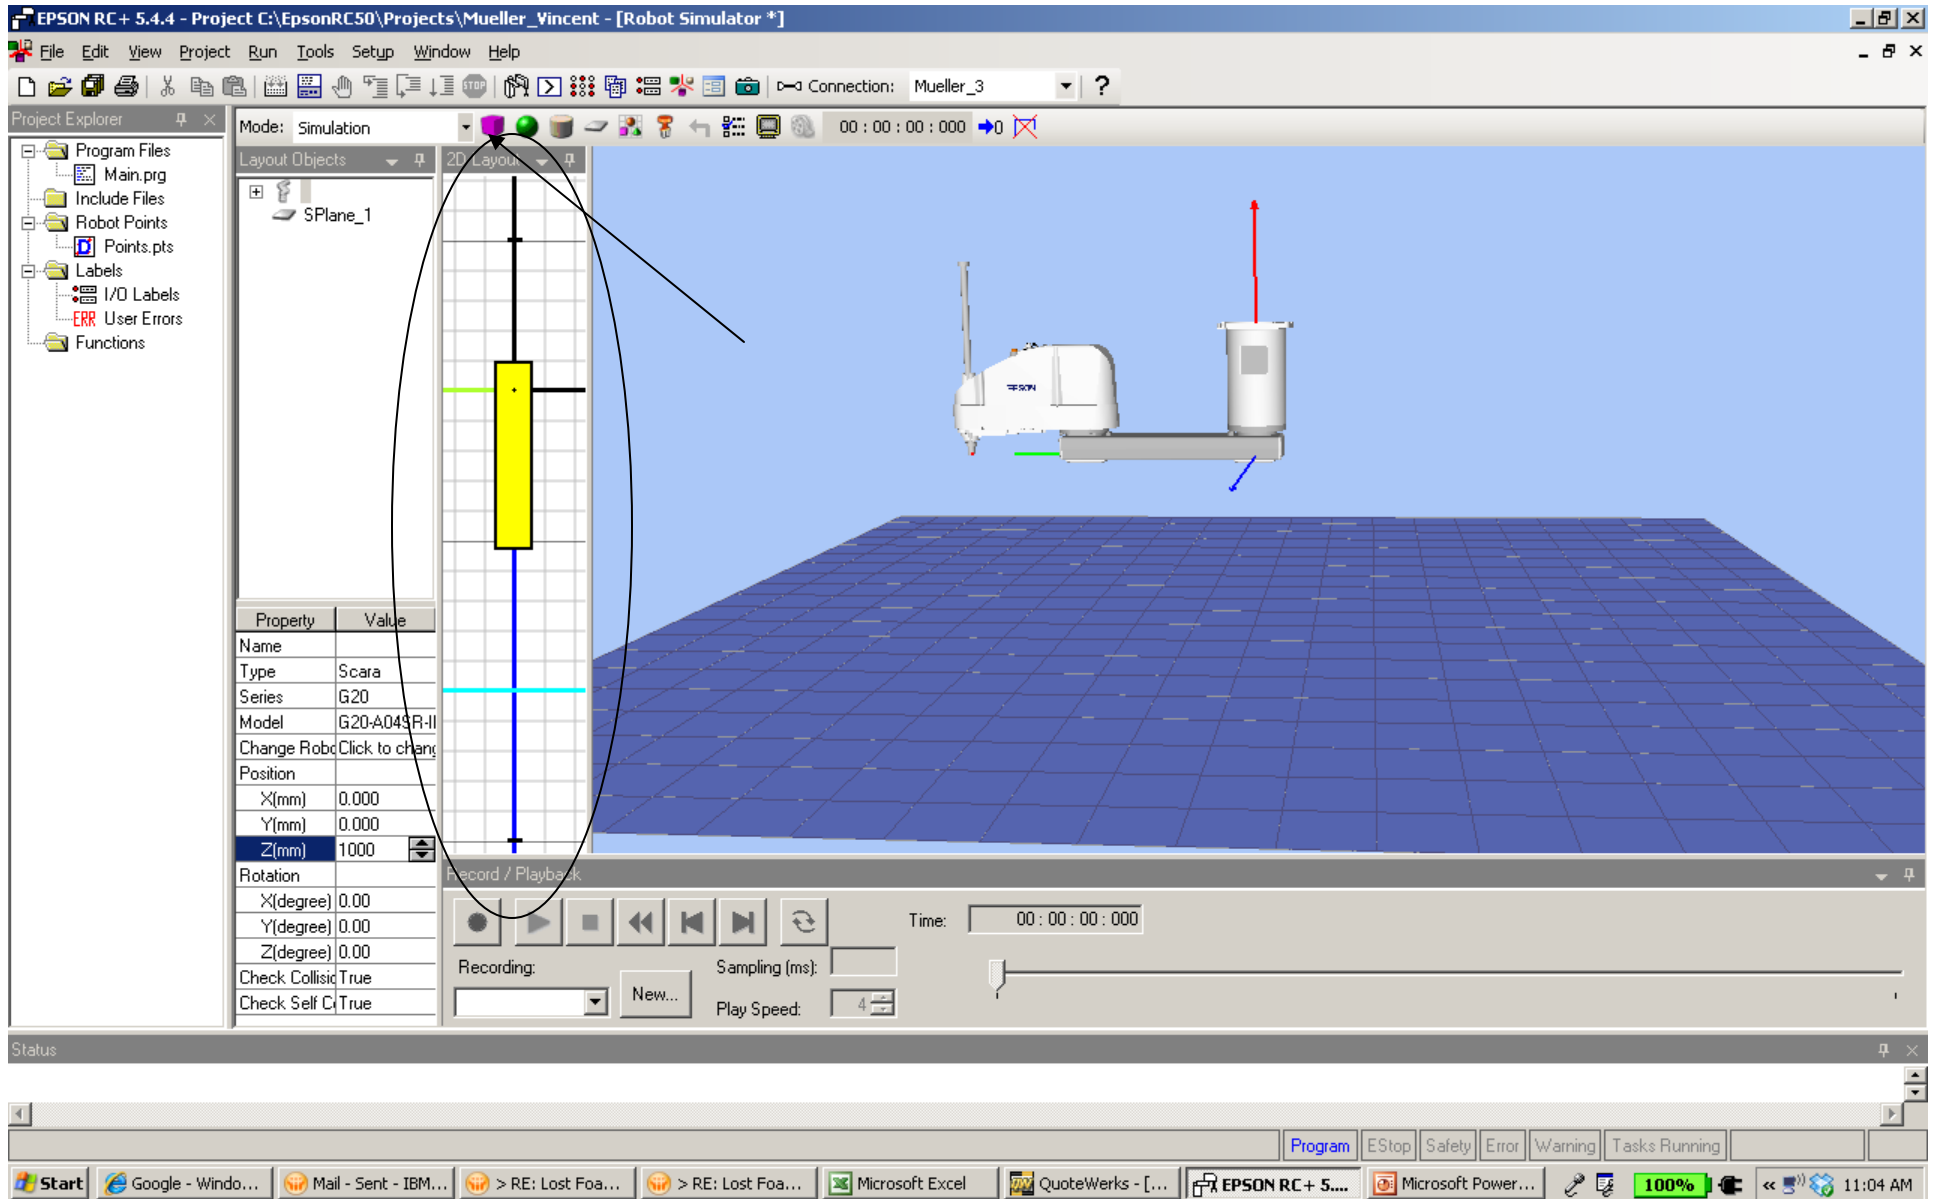 EPSON RC+ 5.4.4 - Project C:\EpsonRC50\Projects\Mueller_Vincent - [Robot Simulator *]
File Edit View Project Run Tools Setup Window Help
STOP Connection: Mueller_3 ?
Project Explorer
Program Files
Main.prg
Include Files
Robot Points
Points.pts
Labels
I/O Labels
ERR User Errors
Functions
Mode: Simulation 00 : 00 : 00 : 000 0
Layout Objects
SPlane_1
2D Layout
EPSON
Property Value
Name
Type Scara
Series G20
Model G20-A04SR-II
Change Robo Click to chang
Position
X(mm) 0.000
Y(mm) 0.000
Z(mm) 1000
Rotation
X(degree) 0.00
Y(degree) 0.00
Z(degree) 0.00
Check Collisio True
Check Self C True
Record / Playback
Time: 00 : 00 : 00 : 000
Recording:
New...
Sampling (ms):
Play Speed: 4
Status
Program EStop Safety Error Warning Tasks Running
Start Google - Windo... Mail - Sent - IBM... > RE: Lost Foa... > RE: Lost Foa... Microsoft Excel QuoteWerks - [... EPSON RC+ 5.... Microsoft Power... 100% « 11:04 AM